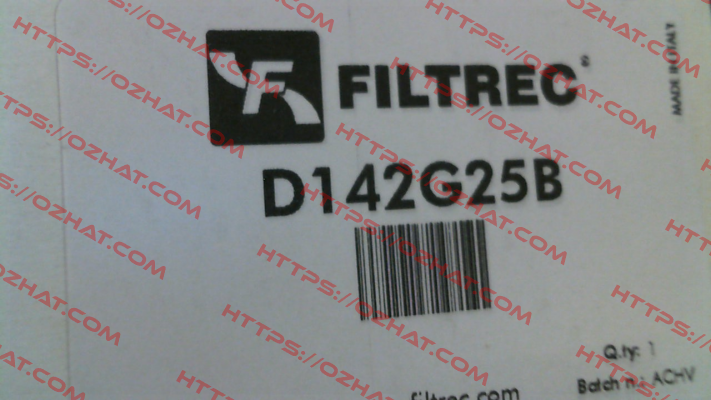 MADE IN ITALY
F FILTREC®
D142G25B
Q.ty: 1
Batch n.: ACHV
filtrec.com
HTTPS://OZHAT.COM